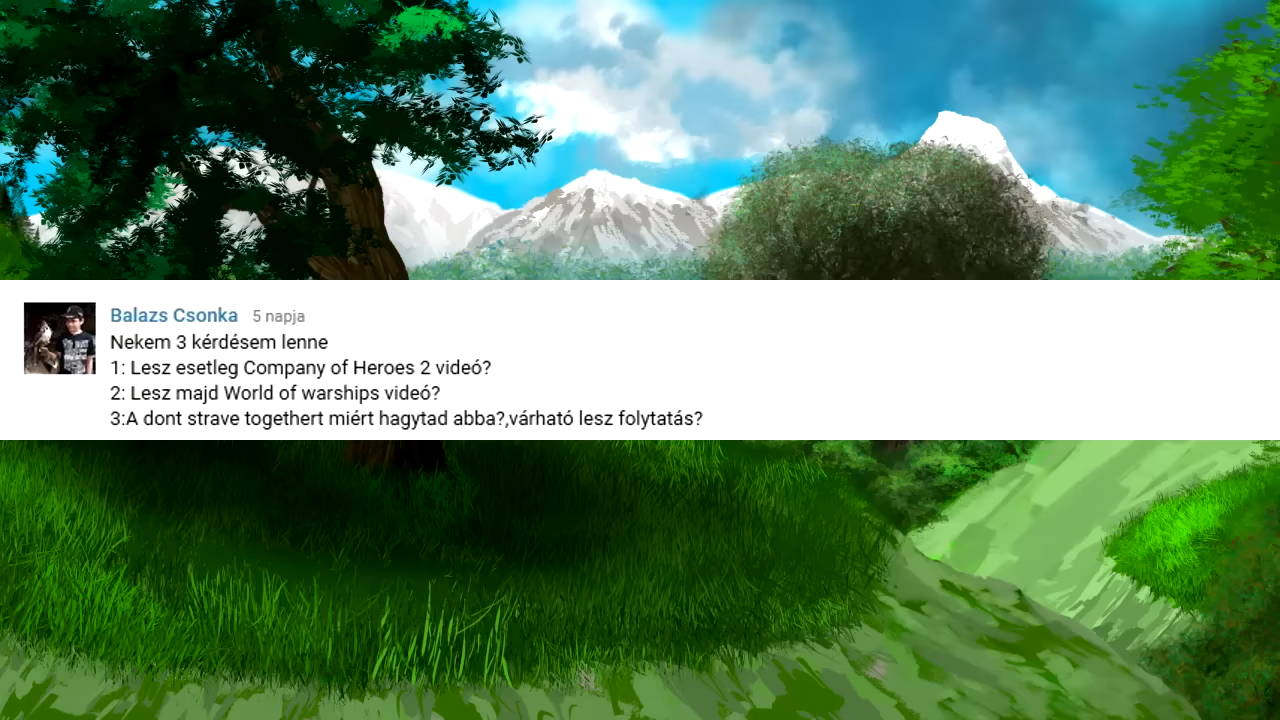 Balazs Csonka 5 napja
Nekem 3 kérdésem lenne
1: Lesz esetleg Company of Heroes 2 videó?
2: Lesz majd World of warships videó?
3:A dont strave togethert miért hagytad abba?,várható lesz folytatás?